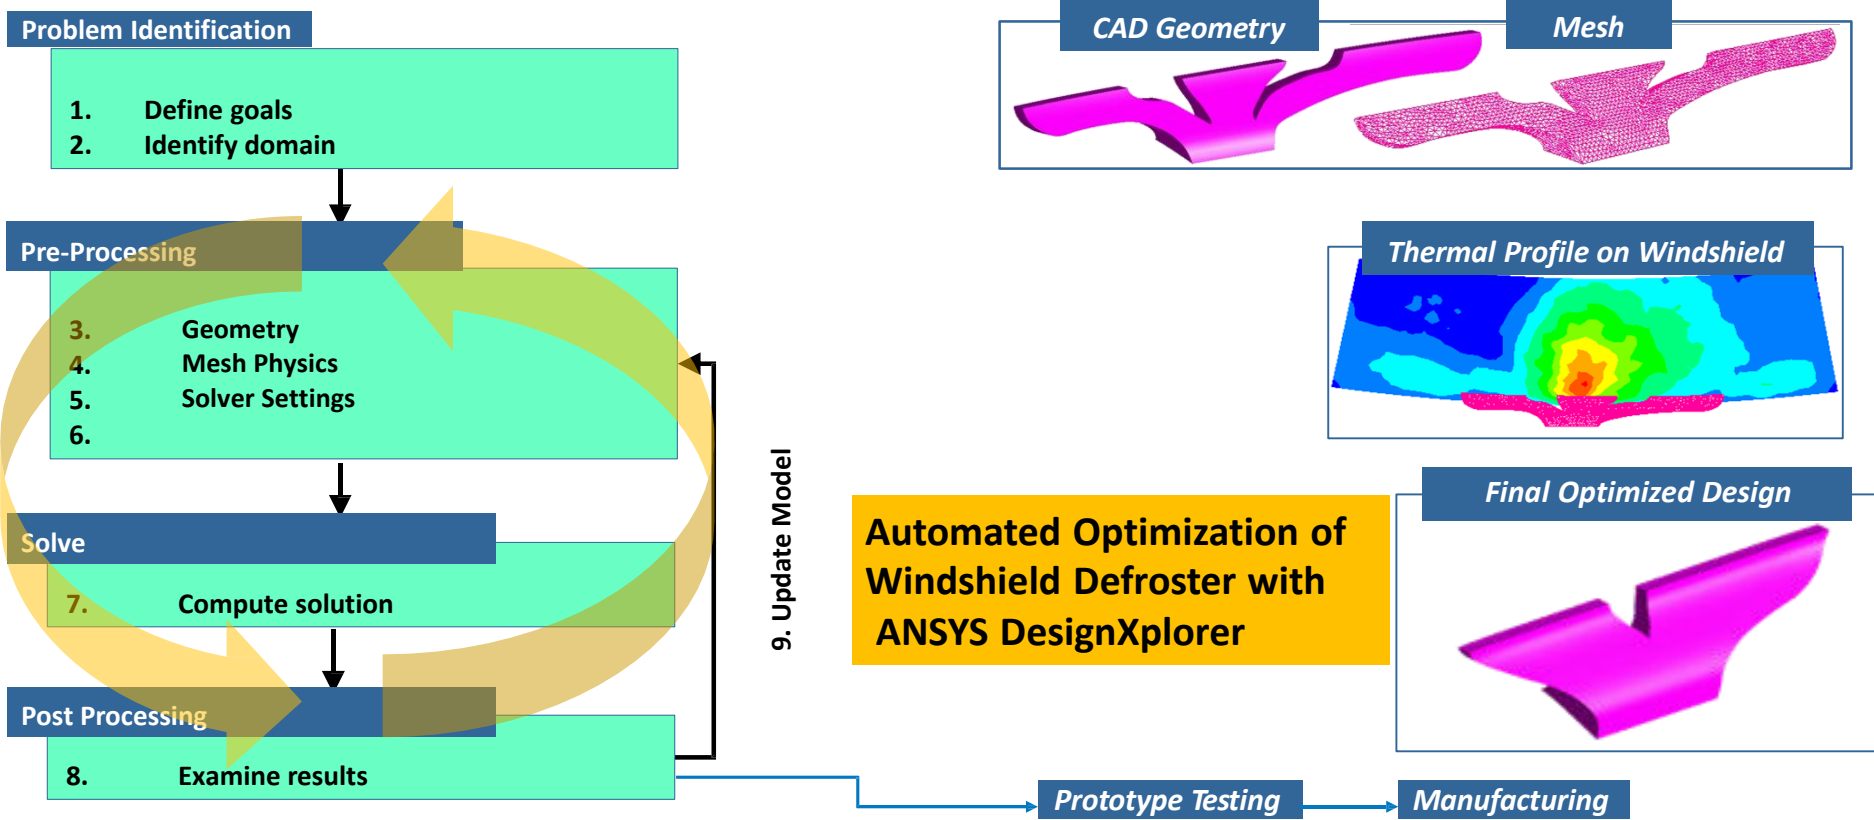 Problem Identification
1. Define goals
2. Identify domain
Pre-Processing
3. Geometry
4. Mesh Physics
5. Solver Settings
6.
Solve
7. Compute solution
Post Processing
8. Examine results
9. Update Model
CAD Geometry
Mesh
Thermal Profile on Windshield
Automated Optimization of
Windshield Defroster with
ANSYS DesignXplorer
Final Optimized Design
Prototype Testing
Manufacturing